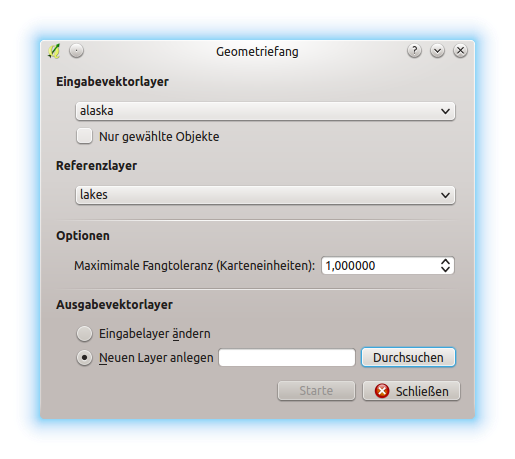 Geometriefang
?
Eingabevektorlayer
alaska
Nur gewählte Objekte
Referenzlayer
lakes
Optionen
Maximimale Fangtoleranz (Karteneinheiten): 1,000000
Ausgabevektorlayer
Eingabelayer ändern
Neuen Layer anlegen Durchsuchen
Starte Schließen